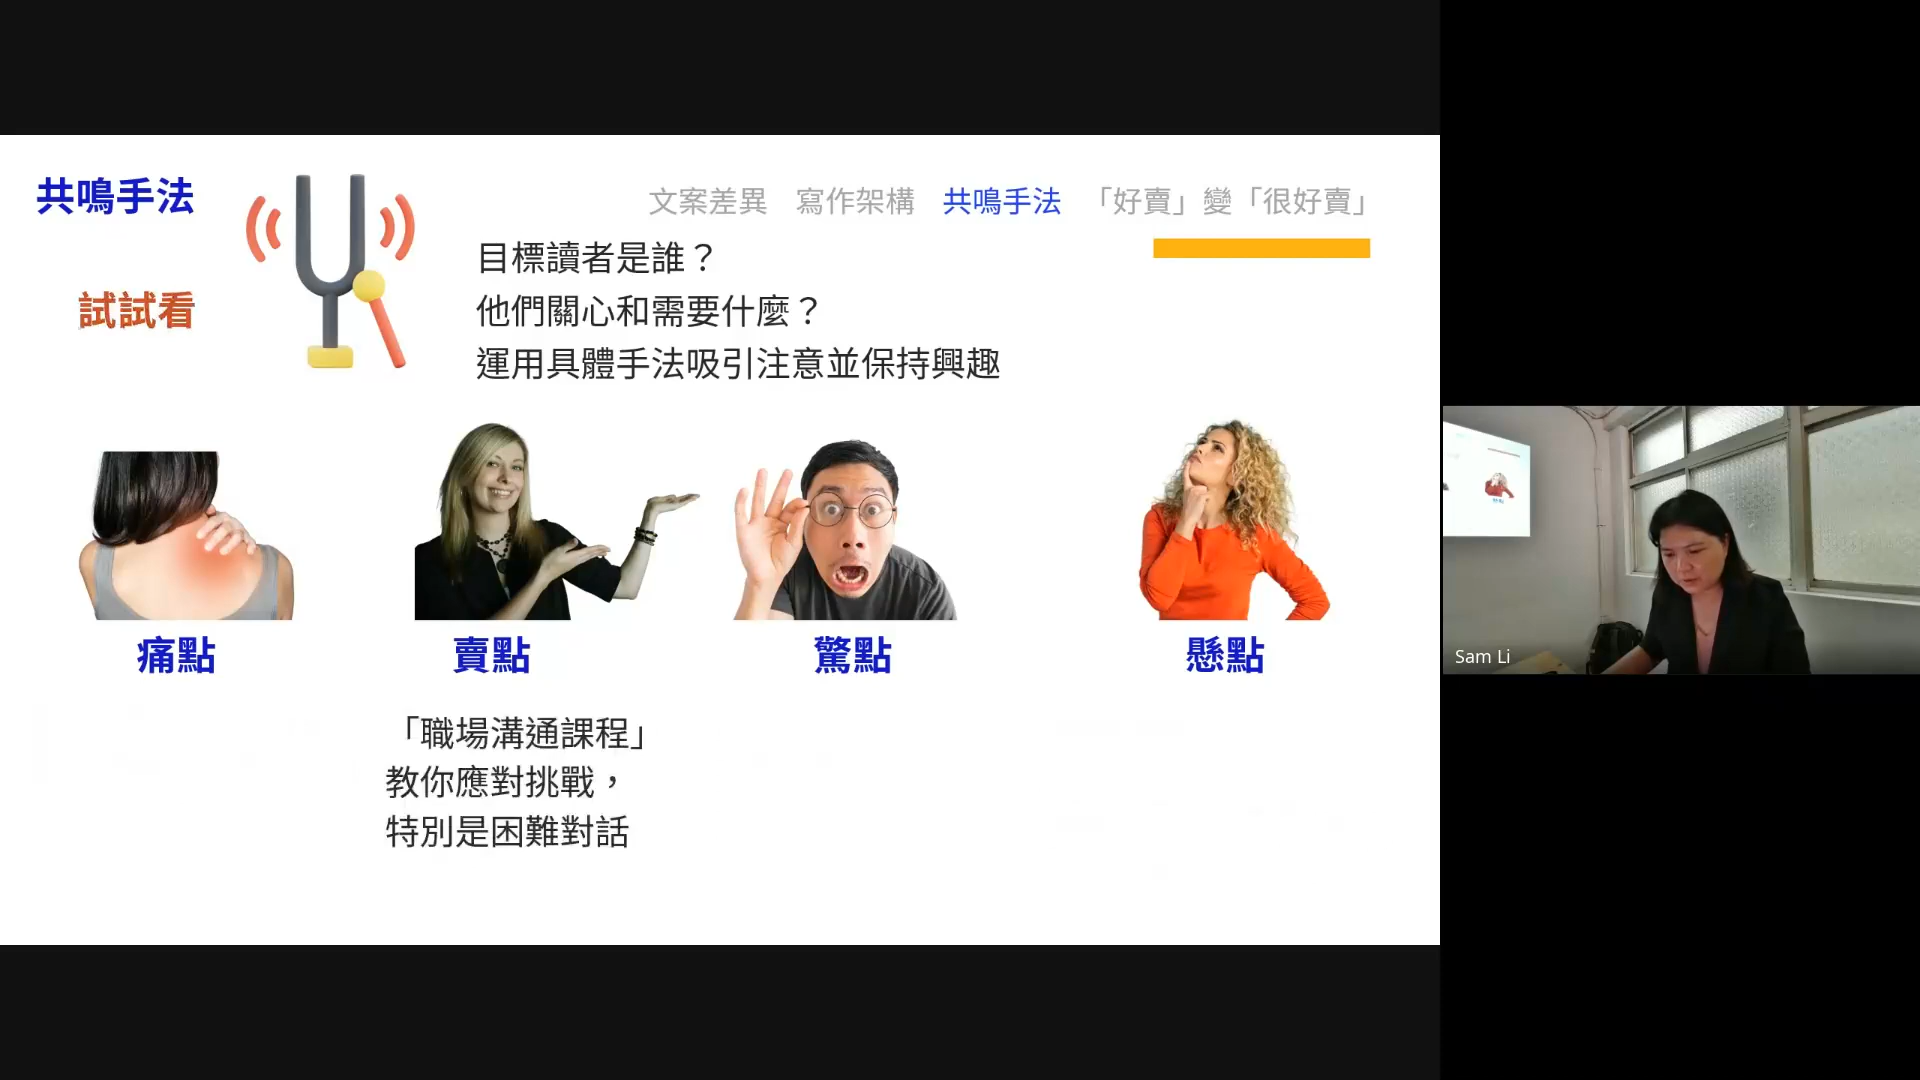 共鳴手法
試試看
文案差異 寫作架構 共鳴手法 「好賣」變「很好賣」
目標讀者是誰？
他們關心和需要什麼？
運用具體手法吸引注意並保持興趣
痛點
賣點
驚點
懸點
「職場溝通課程」
教你應對挑戰，
特別是困難對話
Sam Li